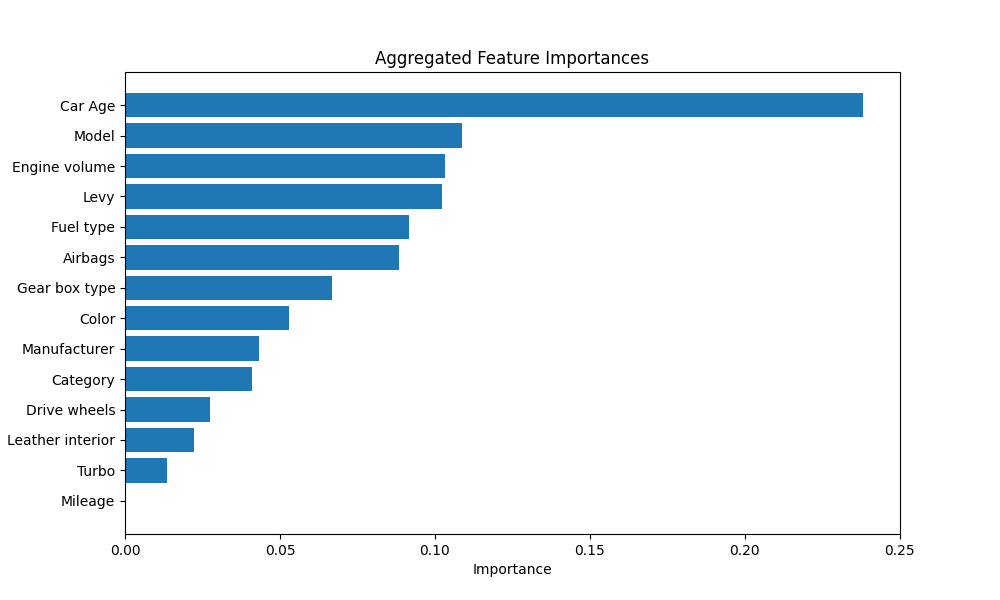 Aggregated Feature Importances
Car Age
Model
Engine volume
Levy
Fuel type
Airbags
Gear box type
Color
Manufacturer
Category
Drive wheels
Leather interior
Turbo
Mileage
0.00 0.05 0.10 0.15 0.20 0.25
Importance